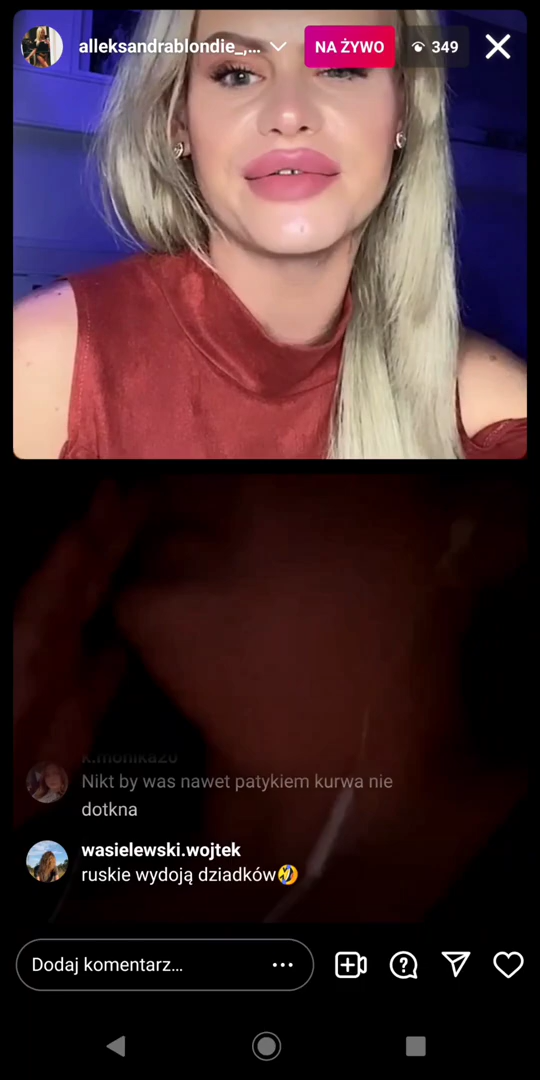 alleksandrablondie_,...
NA ŻYWO
349
k.monika20
Nikt by was nawet patykiem kurwa nie
dotkna
wasielewski.wojtek
ruskie wydoją dziadków🤣
Dodaj komentarz...